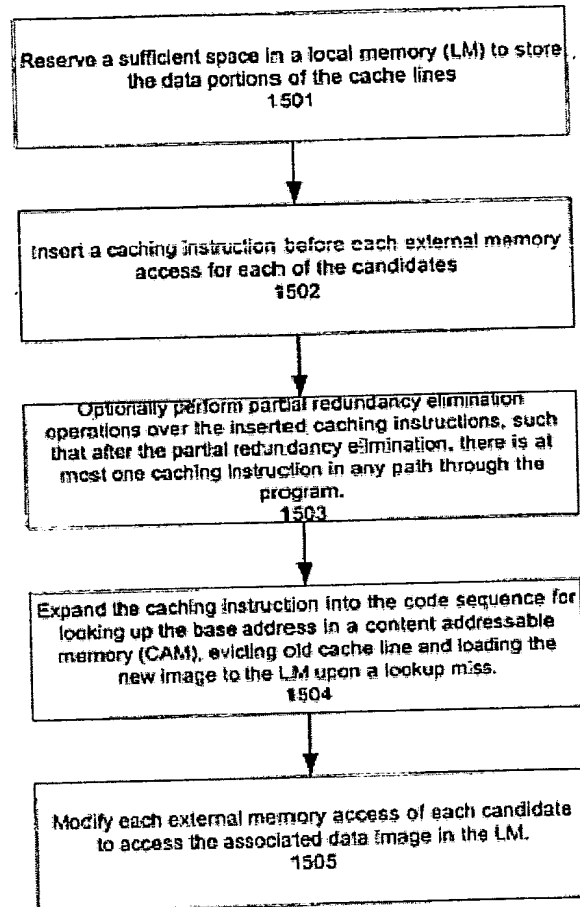 Reserve a sufficient space in a local memory (LM) to store
the data portions of the cache lines
1501
Insert a caching instruction before each external memory
access for each of the candidates
1502
Optionally perform partial redundancy elimination
operations over the inserted caching instructions, such
that after the partial redundancy elimination, there is at
most one caching instruction in any path through the
program.
1503
Expand the caching instruction into the code sequence for
looking up the base address in a content addressable
memory (CAM), evicting old cache line and loading the
new image to the LM upon a lookup miss.
1504
Modify each external memory access of each candidate
to access the associated data image in the LM.
1505